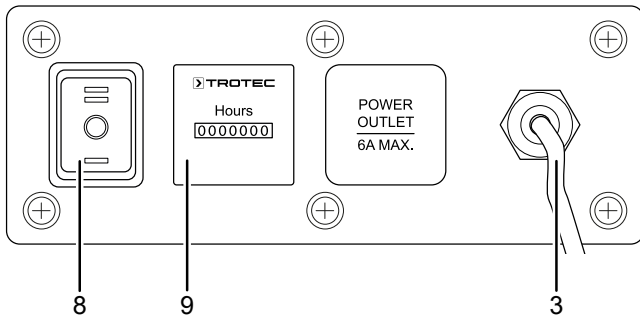 TROTEC
Hours
0000000
POWER
OUTLET
6A MAX.
8
9
3